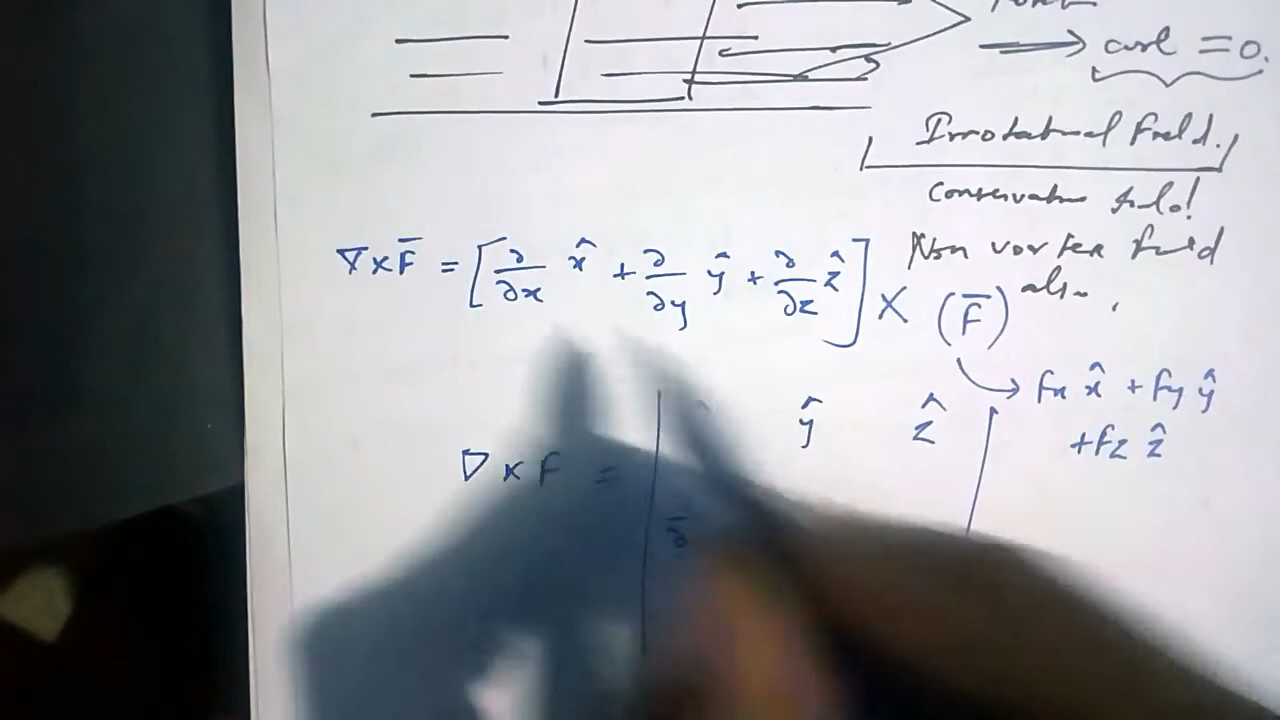 ⟹ curl = 0.
Irrotational Field.
Conservative field!
Non vortex field
also.
∇×F̄ = [∂/∂x x̂ + ∂/∂y ŷ + ∂/∂z ẑ] × (F̄)
→ Fx x̂ + Fy ŷ
+Fz ẑ
ŷ ẑ
∇×F =
∂